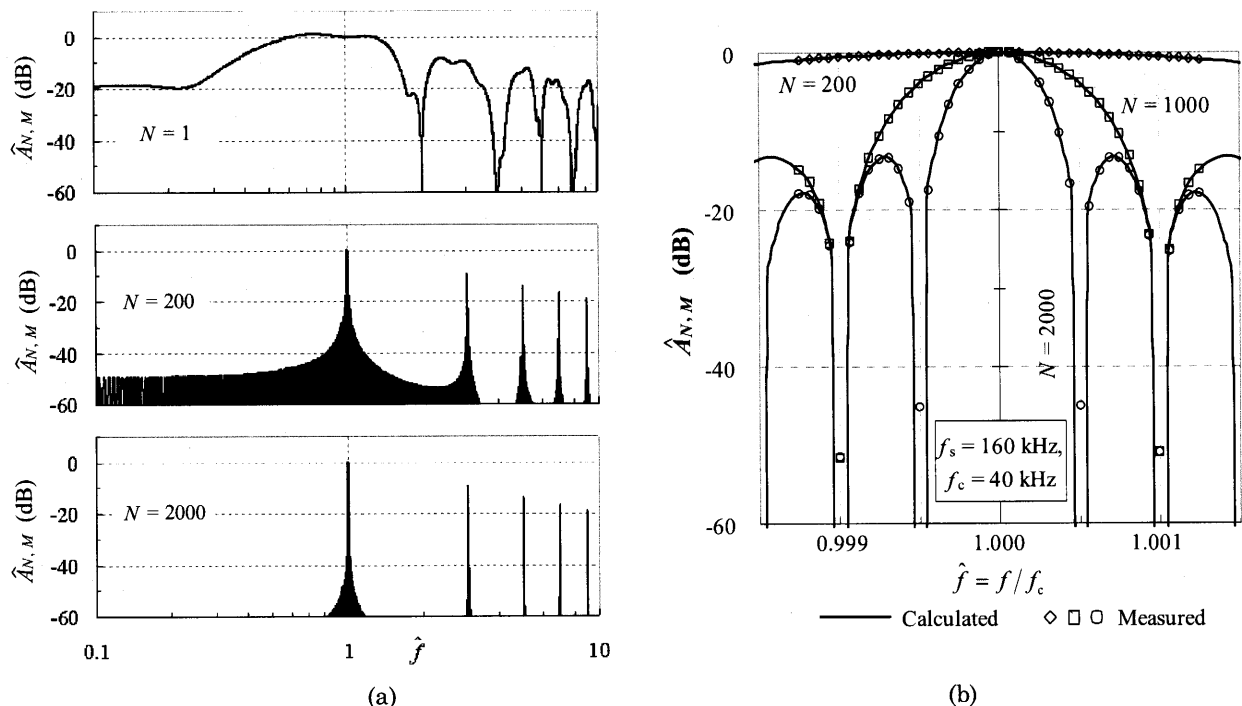 0
-20
-40
-60
Â_{N, M} (dB)
N = 1
0
-20
-40
-60
Â_{N, M} (dB)
N = 200
0
-20
-40
-60
Â_{N, M} (dB)
N = 2000
0.1 1 f̂ 10
(a)
0
-20
-40
-60
Â_{N, M} (dB)
N = 200
N = 1000
N = 2000
f_s = 160 kHz,
f_c = 40 kHz
0.999 1.000 1.001
f̂ = f/f_c
Calculated Measured
(b)